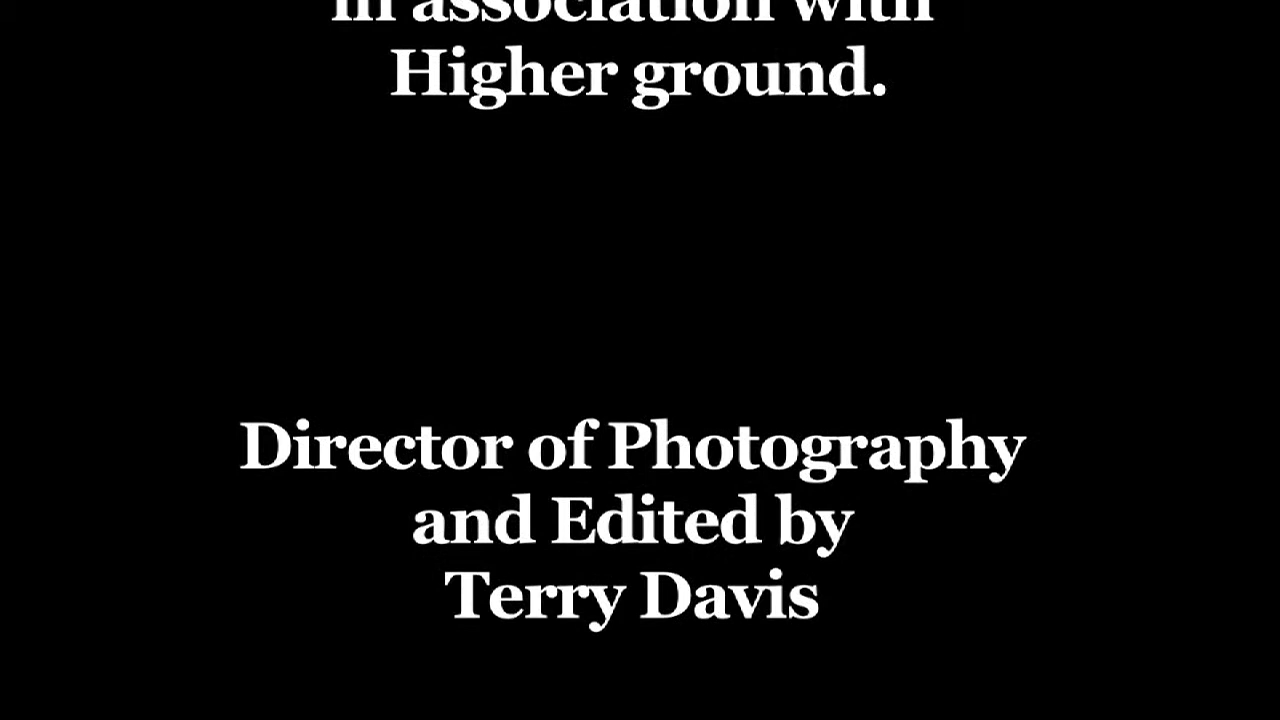 in association with
Higher ground.
Director of Photography
and Edited by
Terry Davis